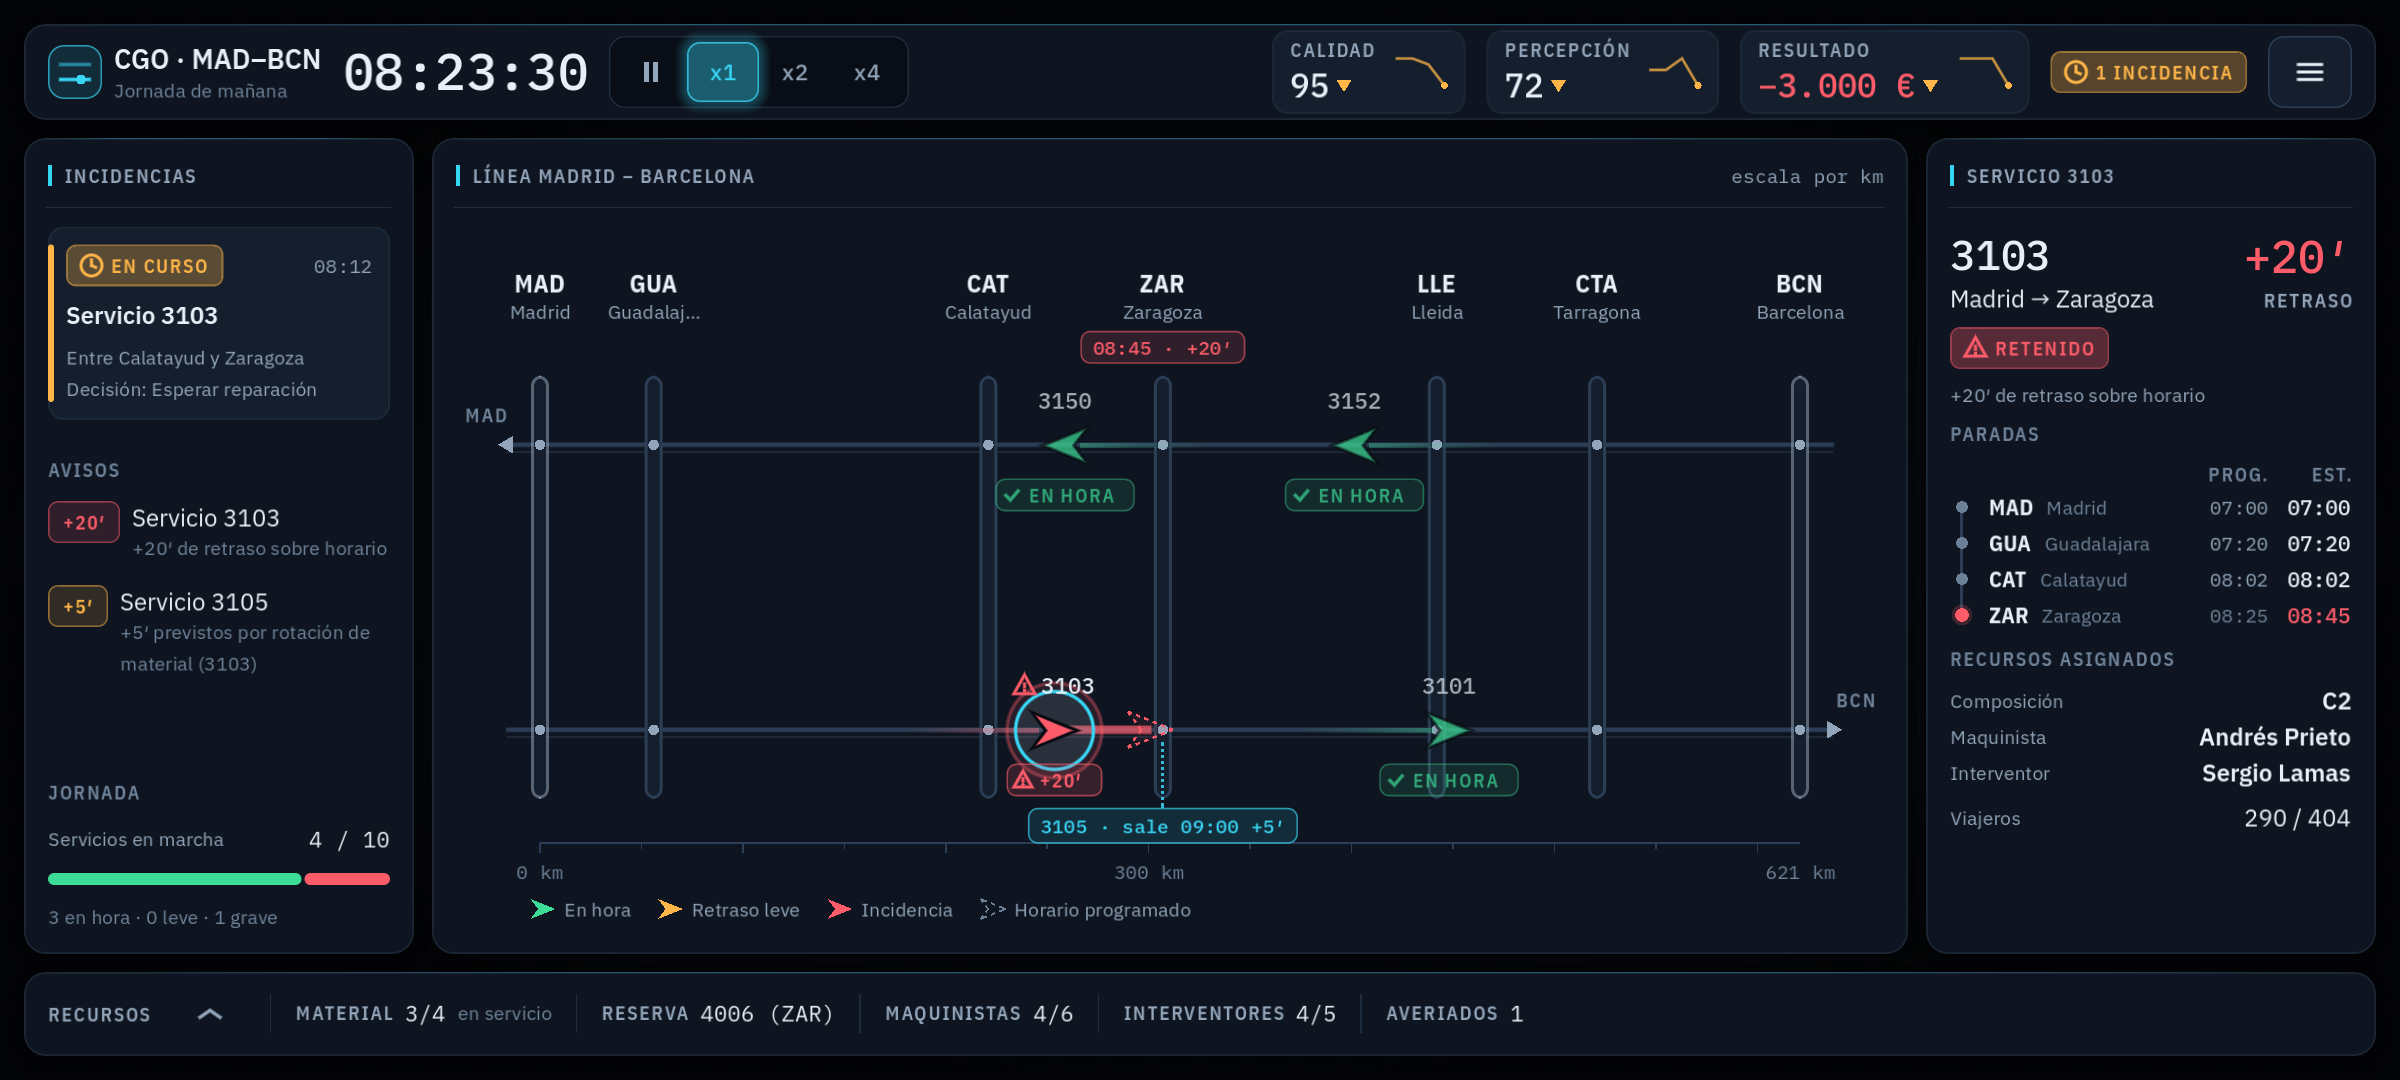 CGO · MAD–BCN
Jornada de mañana
08:23:30
x1 x2 x4
CALIDAD
95
PERCEPCIÓN
72
RESULTADO
−3.000 €
1 INCIDENCIA
INCIDENCIAS
EN CURSO 08:12
Servicio 3103
Entre Calatayud y Zaragoza
Decisión: Esperar reparación
AVISOS
+20′ Servicio 3103
+20′ de retraso sobre horario
+5′ Servicio 3105
+5′ previstos por rotación de
material (3103)
JORNADA
Servicios en marcha 4 / 10
3 en hora · 0 leve · 1 grave
LÍNEA MADRID – BARCELONA escala por km
MAD GUA CAT ZAR LLE CTA BCN
Madrid Guadalaj... Calatayud Zaragoza Lleida Tarragona Barcelona
08:45 · +20′
3150 3152
MAD
EN HORA EN HORA
3103 3101
BCN
+20′ EN HORA
3105 · sale 09:00 +5′
0 km 300 km 621 km
En hora Retraso leve Incidencia Horario programado
SERVICIO 3103
3103 +20′
Madrid → Zaragoza RETRASO
RETENIDO
+20′ de retraso sobre horario
PARADAS
PROG. EST.
MAD Madrid 07:00 07:00
GUA Guadalajara 07:20 07:20
CAT Calatayud 08:02 08:02
ZAR Zaragoza 08:25 08:45
RECURSOS ASIGNADOS
Composición C2
Maquinista Andrés Prieto
Interventor Sergio Lamas
Viajeros 290 / 404
RECURSOS MATERIAL 3/4 en servicio RESERVA 4006 (ZAR) MAQUINISTAS 4/6 INTERVENTORES 4/5 AVERIADOS 1